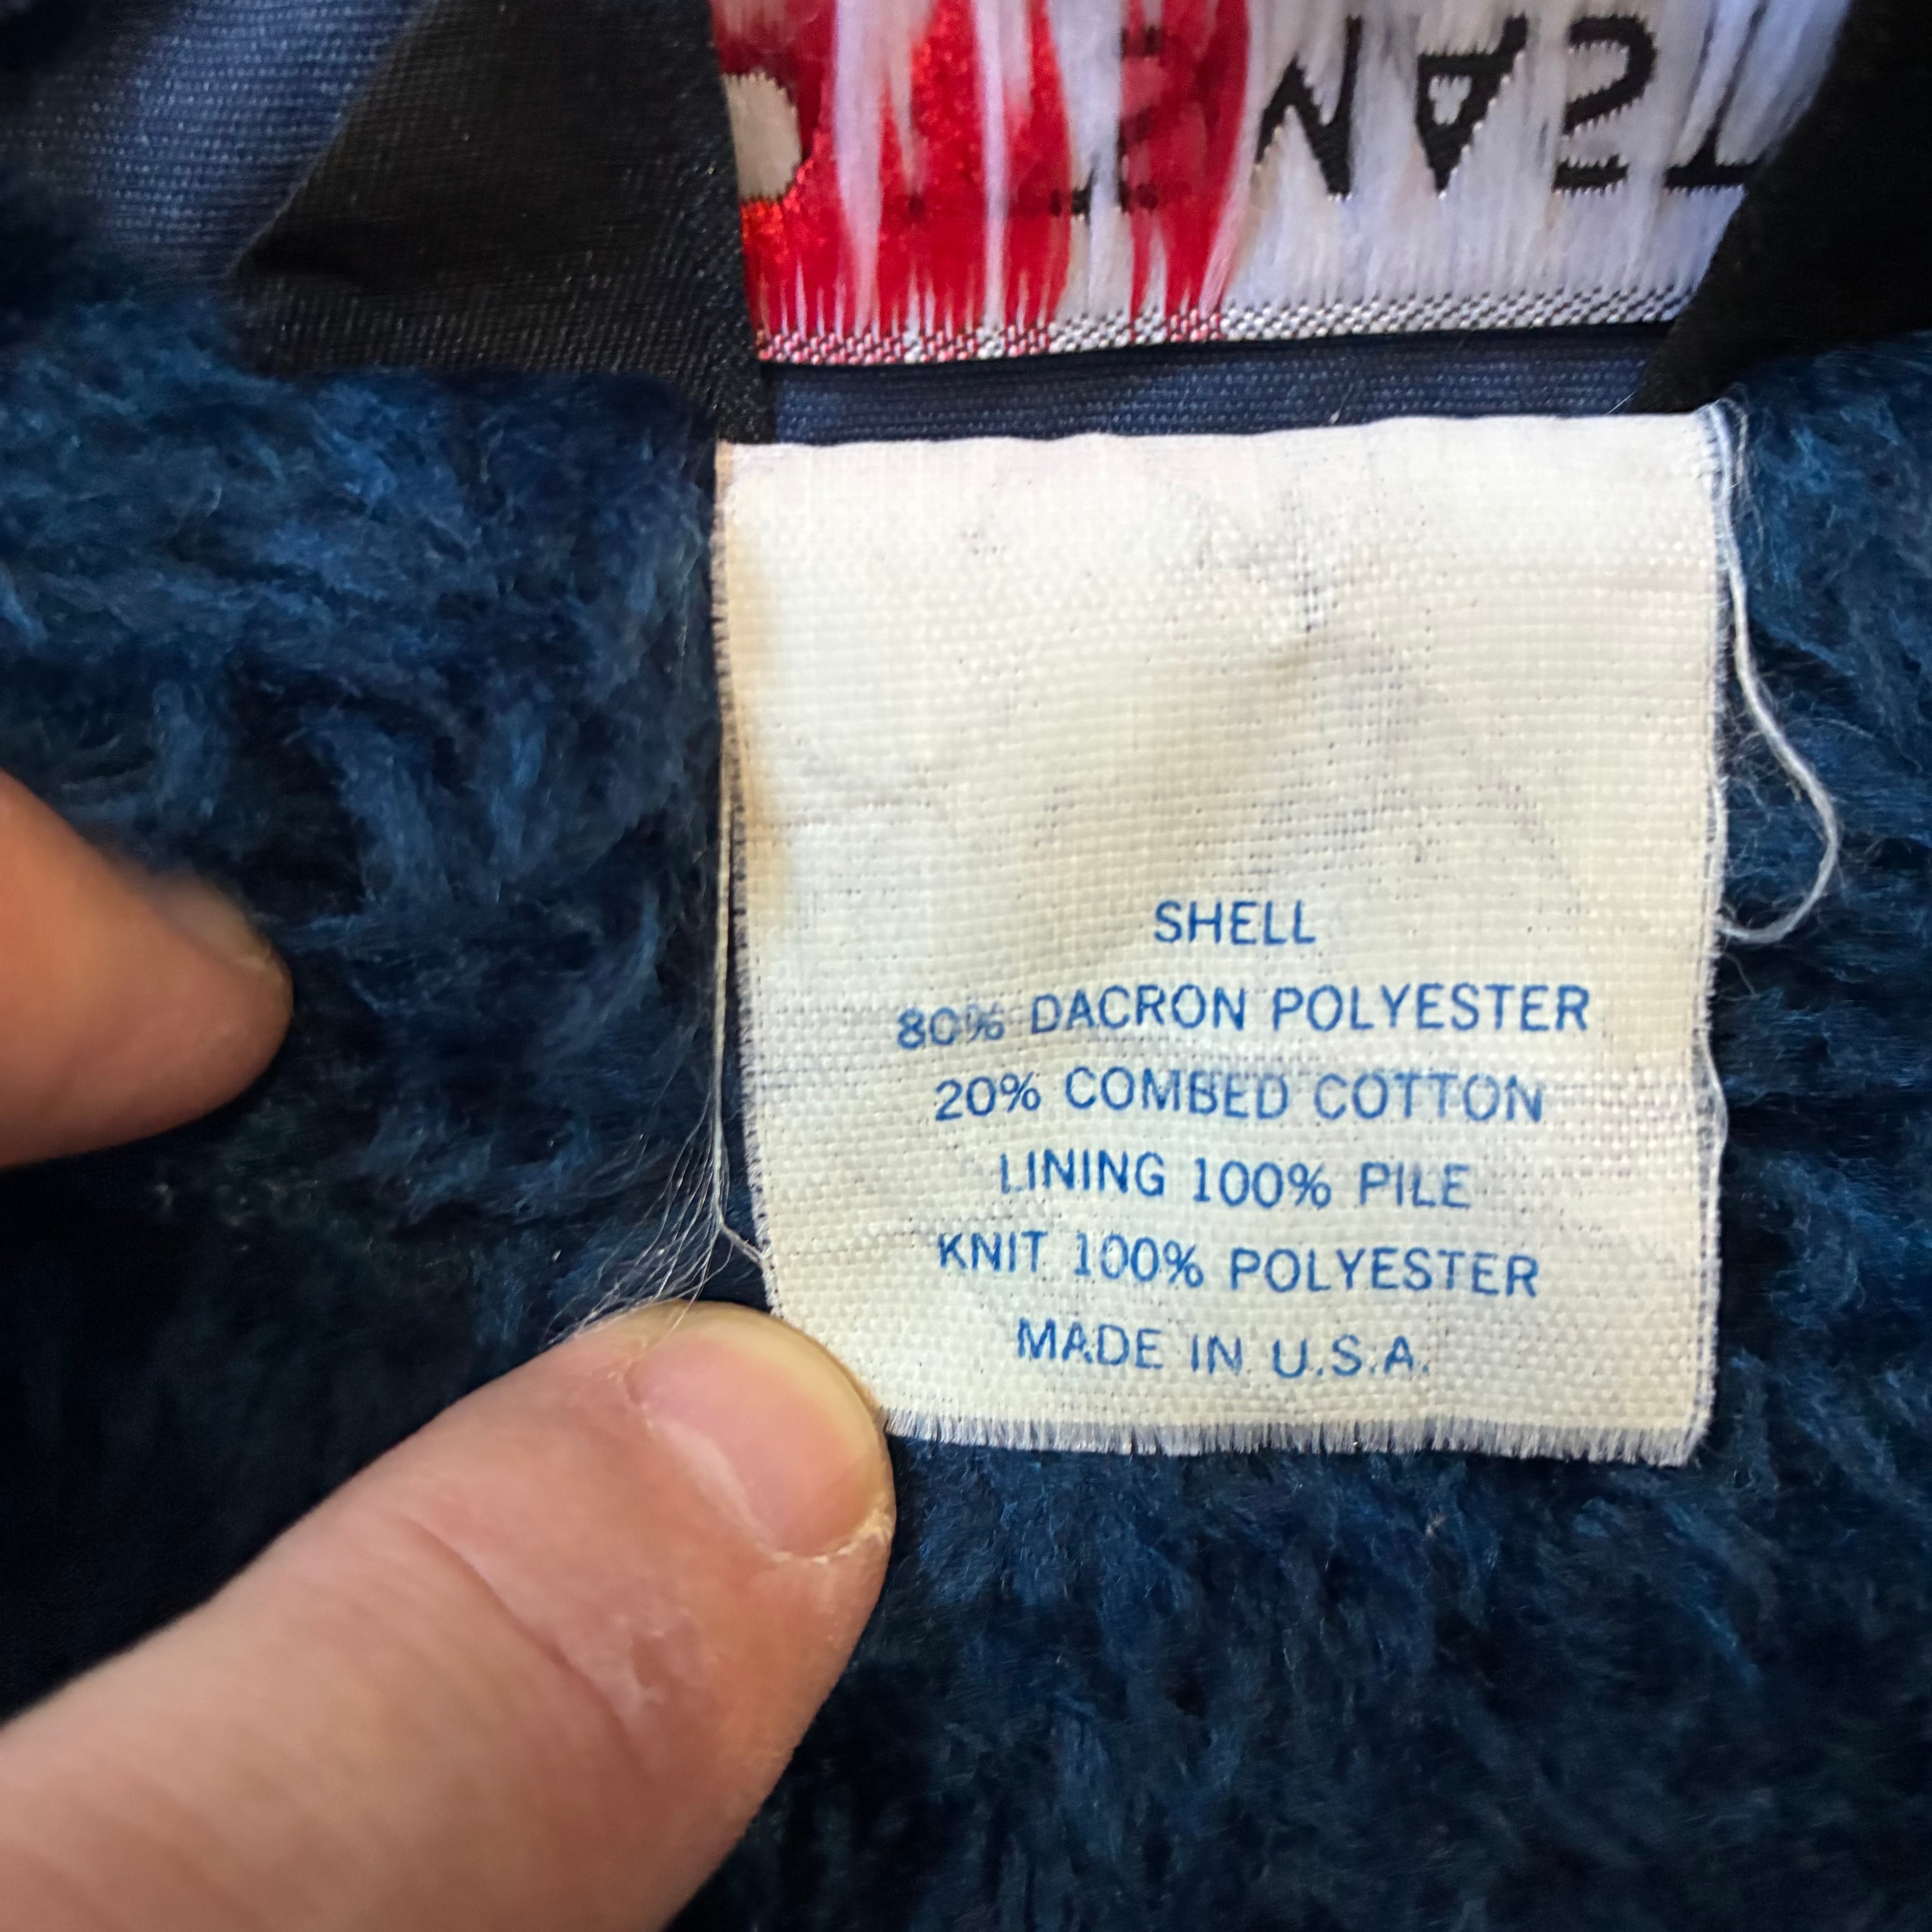 SHELL
80% DACRON POLYESTER
20% COMBED COTTON
LINING 100% PILE
KNIT 100% POLYESTER
MADE IN U.S.A.